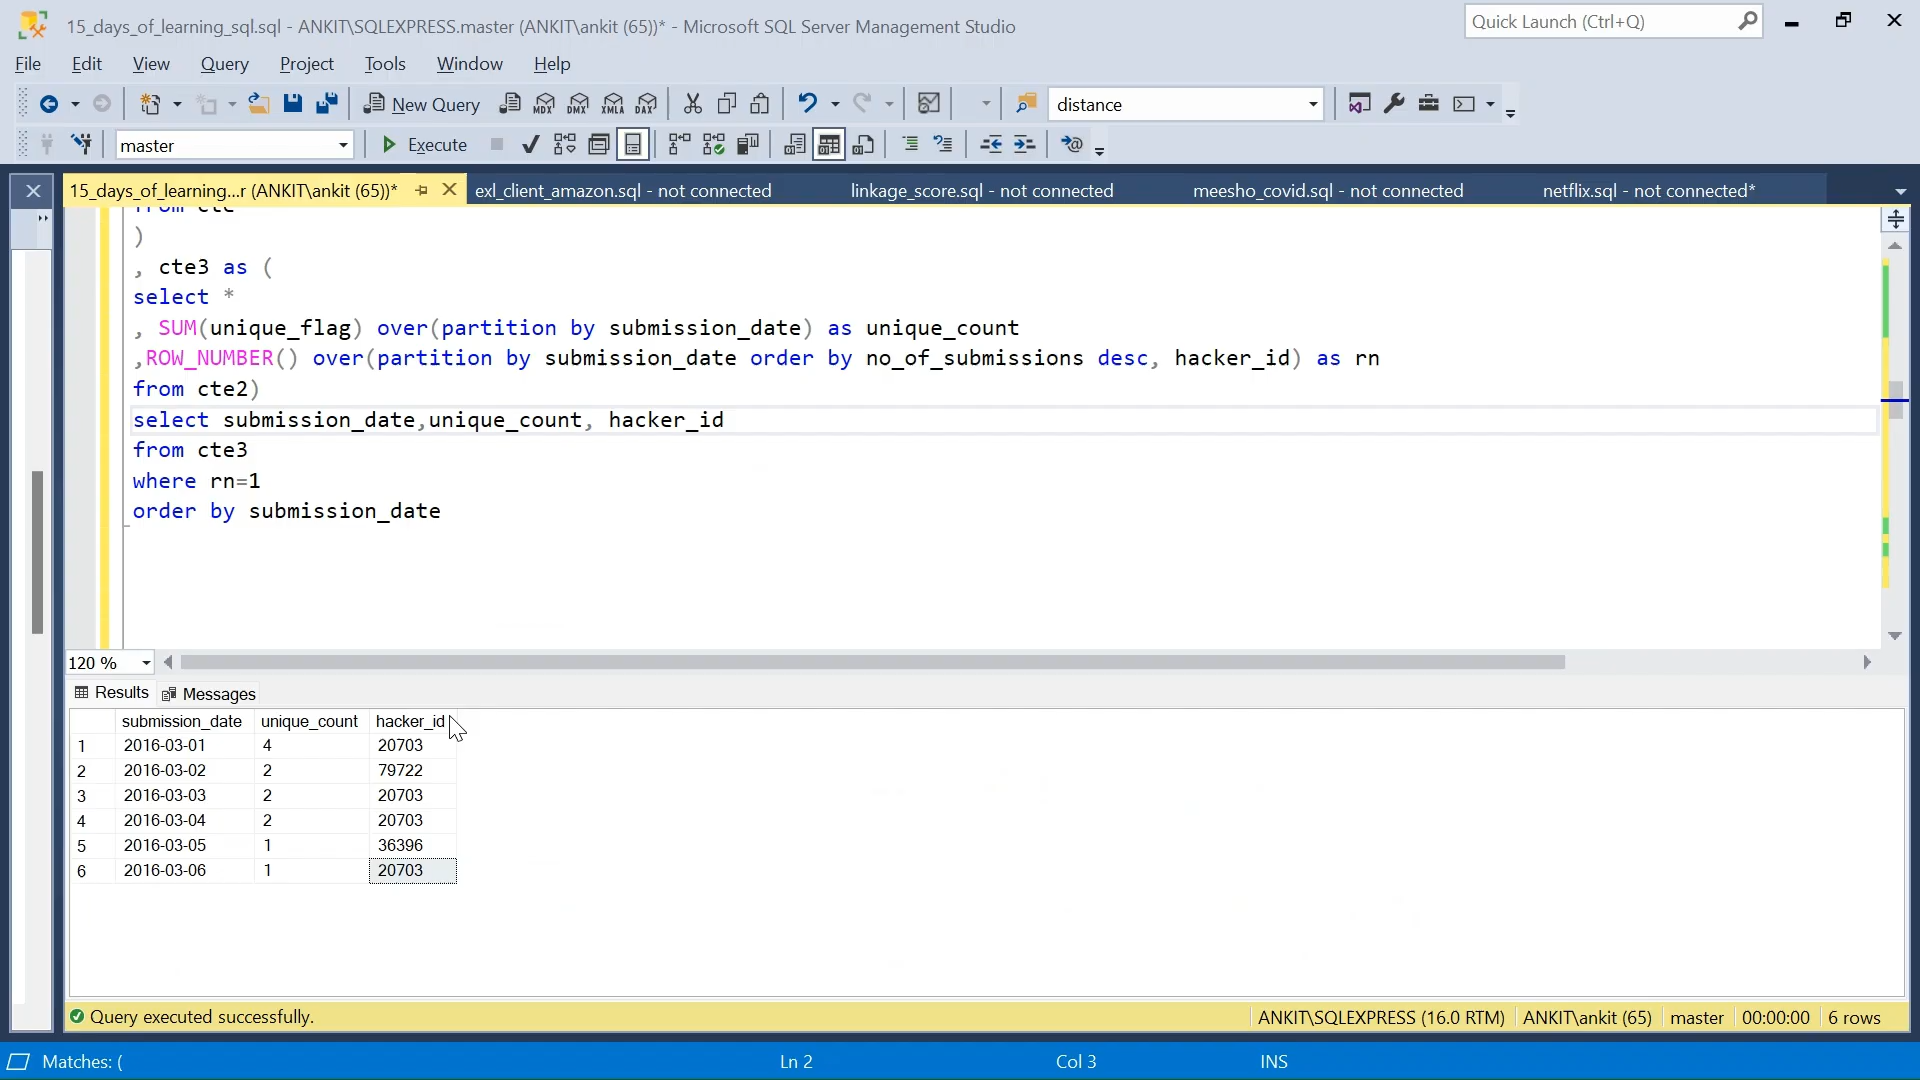 15_days_of_learning_sql.sql - ANKIT\SQLEXPRESS.master (ANKIT\ankit (65))* - Microsoft SQL Server Management Studio
Quick Launch (Ctrl+Q)
File Edit View Query Project Tools Window Help
New Query MDX DMX XMLA DAX distance
master Execute
15_days_of_learning...r (ANKIT\ankit (65))* exl_client_amazon.sql - not connected linkage_score.sql - not connected meesho_covid.sql - not connected netflix.sql - not connected*
from cte
)
, cte3 as (
select *
, SUM(unique_flag) over(partition by submission_date) as unique_count
,ROW_NUMBER() over(partition by submission_date order by no_of_submissions desc, hacker_id) as rn
from cte2)
select submission_date,unique_count, hacker_id
from cte3
where rn=1
order by submission_date
120 %
Results Messages
submission_date unique_count hacker_id
1 2016-03-01 4 20703
2 2016-03-02 2 79722
3 2016-03-03 2 20703
4 2016-03-04 2 20703
5 2016-03-05 1 36396
6 2016-03-06 1 20703
Query executed successfully. ANKIT\SQLEXPRESS (16.0 RTM) ANKIT\ankit (65) master 00:00:00 6 rows
Matches: ( Ln 2 Col 3 INS